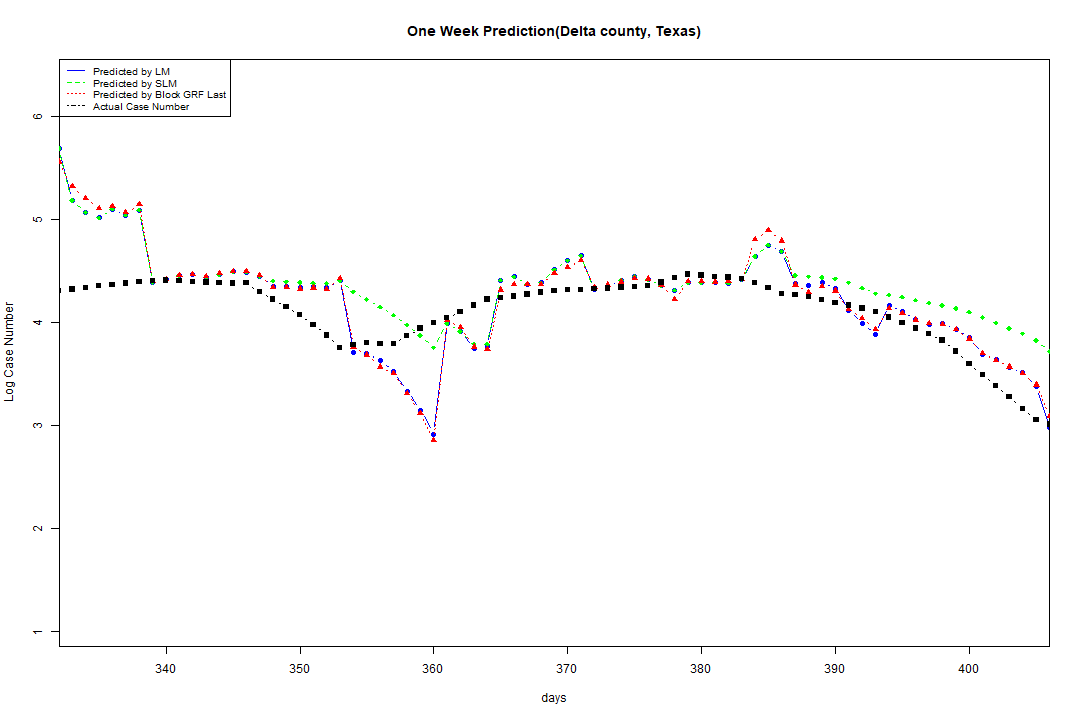 One Week Prediction(Delta county, Texas)
Predicted by LM
Predicted by SLM
Predicted by Block GRF Last
Actual Case Number
Log Case Number
6
5
4
3
2
1
340 350 360 370 380 390 400
days